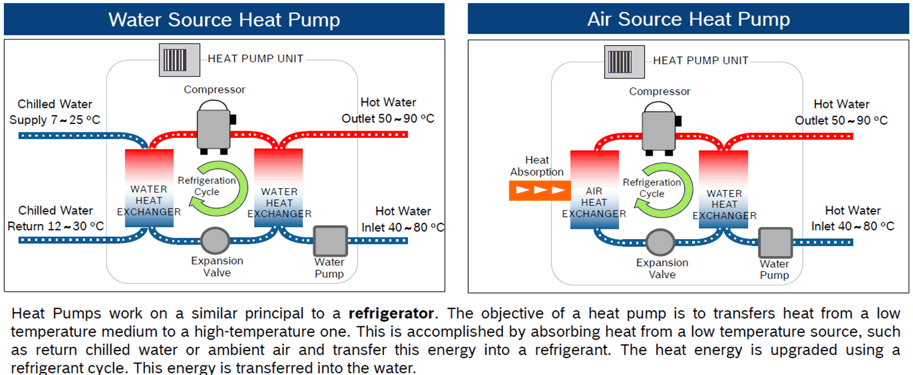 Water Source Heat Pump
HEAT PUMP UNIT
Compressor
Chilled Water
Supply 7~25 ºC
Hot Water
Outlet 50~90 ºC
Refrigeration
Cycle
WATER
HEAT
EXCHANGER
WATER
HEAT
EXCHANGER
Chilled Water
Return 12~30 ºC
Hot Water
Inlet 40~80 ºC
Expansion
Valve
Water
Pump
Air Source Heat Pump
HEAT PUMP UNIT
Compressor
Hot Water
Outlet 50~90 ºC
Heat
Absorption
Refrigeration
Cycle
AIR
HEAT
EXCHANGER
WATER
HEAT
EXCHANGER
Hot Water
Inlet 40~80 ºC
Expansion
Valve
Water
Pump
Heat Pumps work on a similar principal to a refrigerator. The objective of a heat pump is to transfers heat from a low
temperature medium to a high-temperature one. This is accomplished by absorbing heat from a low temperature source, such
as return chilled water or ambient air and transfer this energy into a refrigerant. The heat energy is upgraded using a
refrigerant cycle. This energy is transferred into the water.